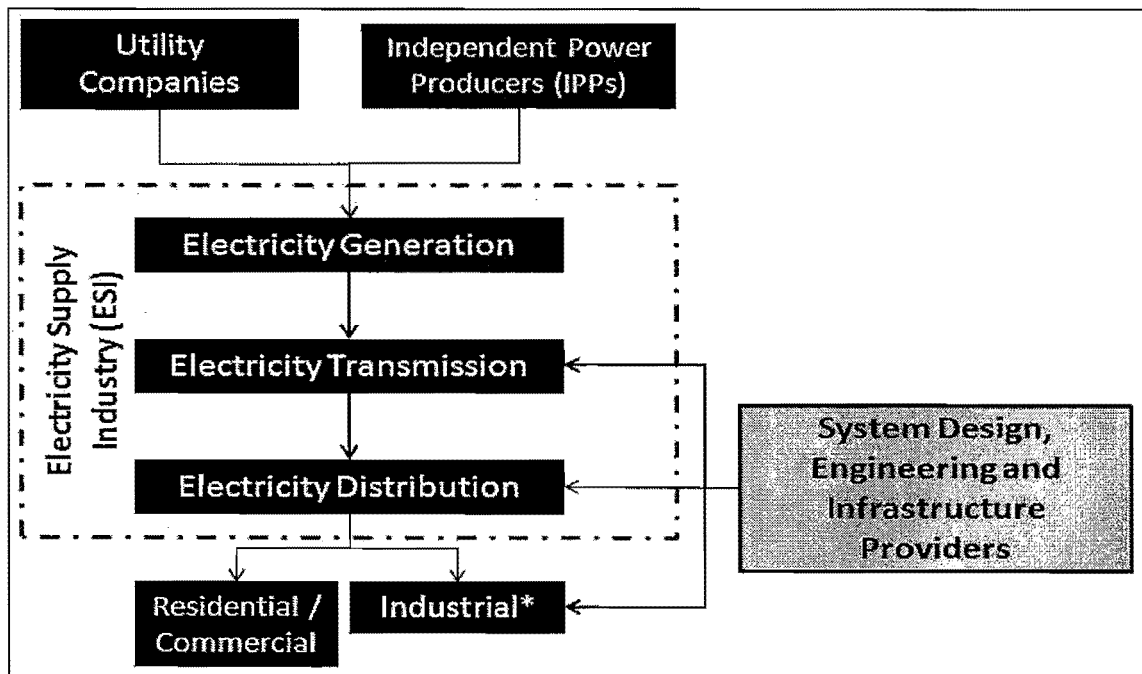 Utility
Companies
Independent Power
Producers (IPPs)
Electricity Supply
Industry (ESI)
Electricity Generation
Electricity Transmission
Electricity Distribution
System Design,
Engineering and
Infrastructure
Providers
Residential /
Commercial
Industrial*